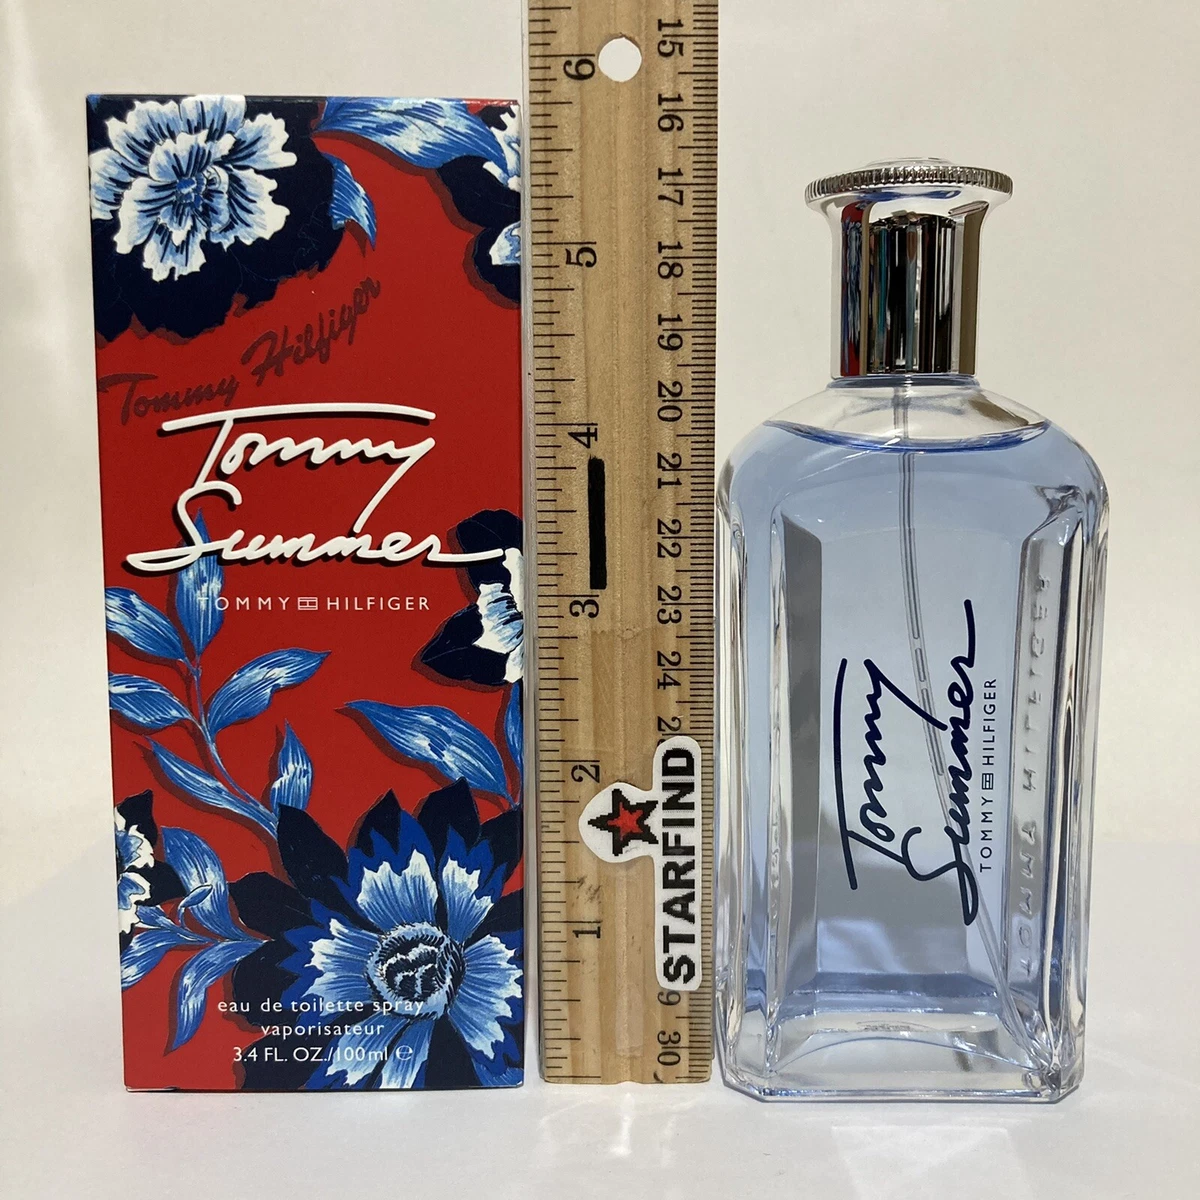 Tommy Hilfiger
Tommy
Summer
TOMMY HILFIGER
eau de toilette spray
vaporisateur
3.4 FL. OZ./100ml ℮
6
5
4
3
2
1
15
16
17
18
19
20
21
22
23
24
30
STARFIND
Tommy
Summer
TOMMY HILFIGER
TOMMY HILFIGER